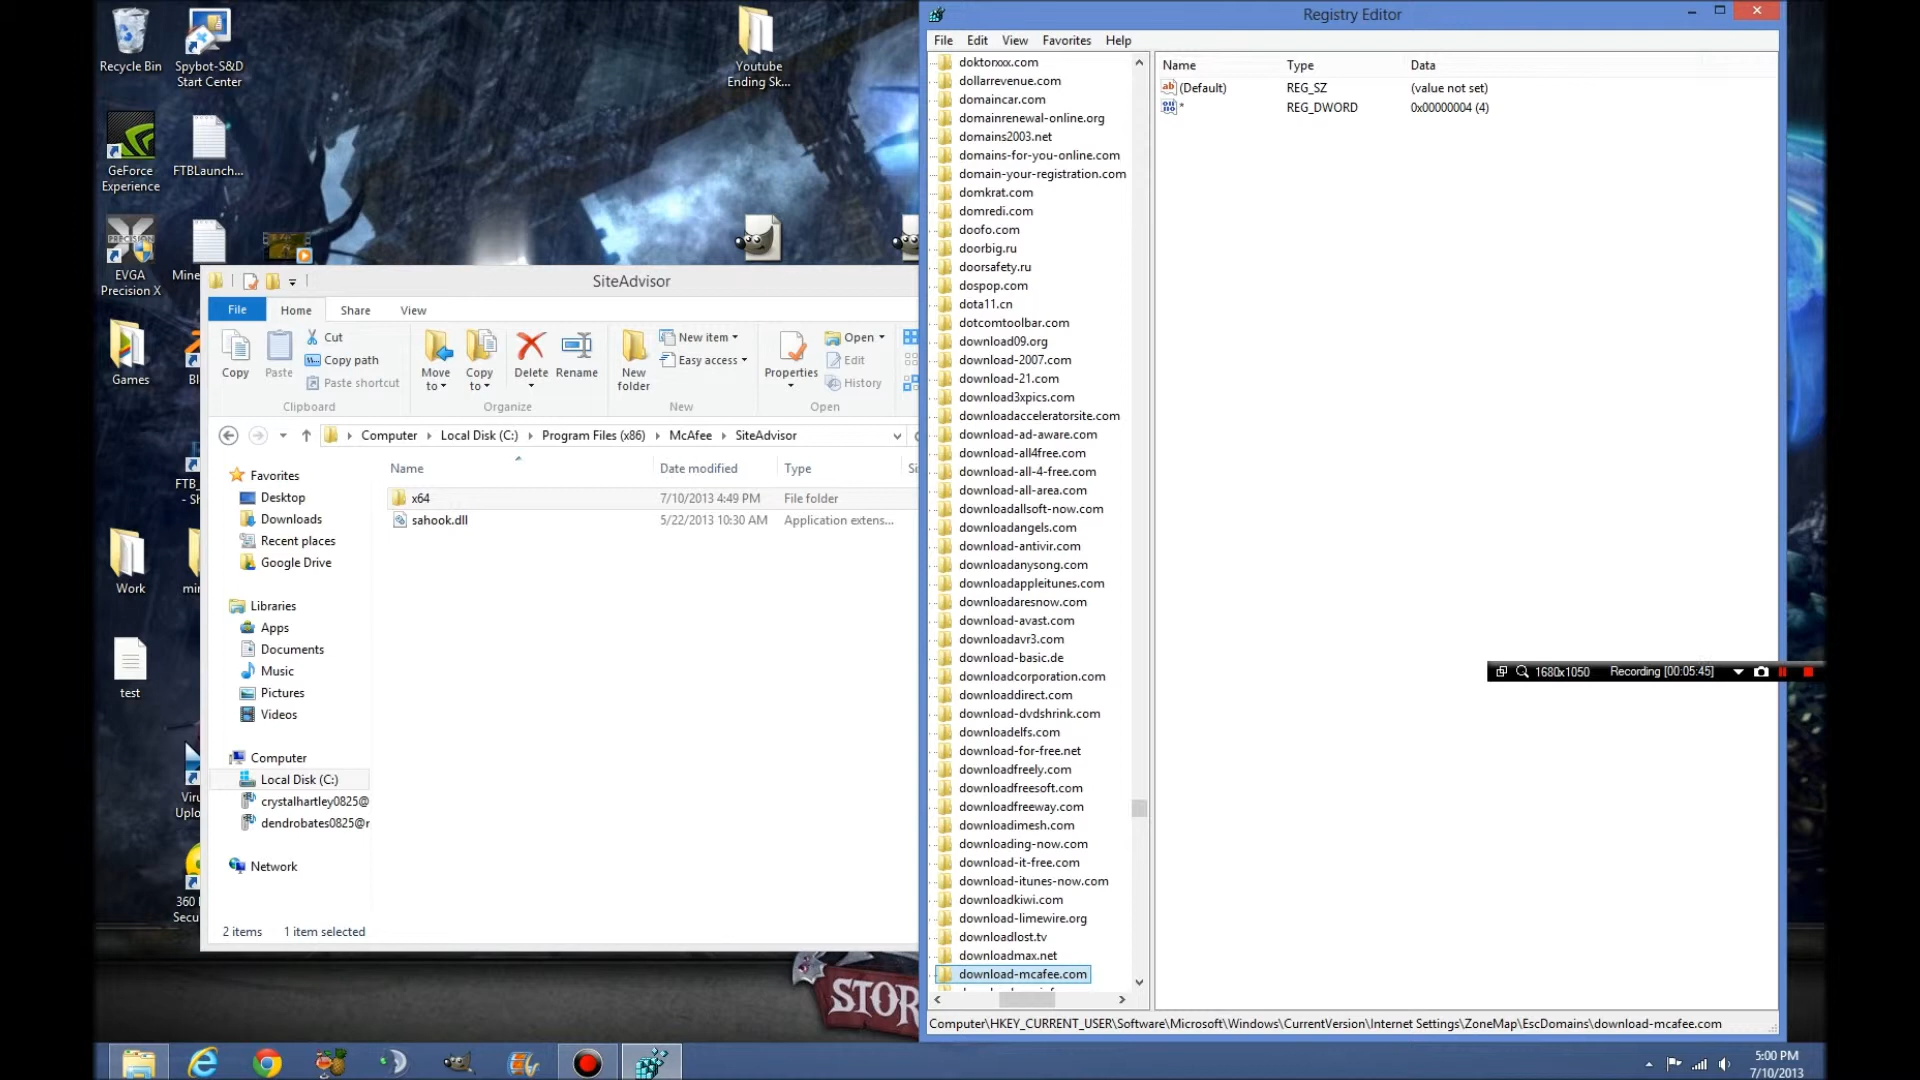 Recycle Bin
Spybot-S&D
Start Center
GeForce
Experience
FTBLaunch...
EVGA
Precision X
Mine
Games
Bl
FTB_
- Sh
Work
min
test
Viru
Uplo
360
Secu
Youtube
Ending Sk...
SiteAdvisor
File
Home
Share
View
Copy
Paste
Cut
Copy path
Paste shortcut
Clipboard
Move
to
Copy
to
Delete
Rename
Organize
New
folder
New item
Easy access
New
Properties
Open
Edit
History
Open
Computer
Local Disk (C:)
Program Files (x86)
McAfee
SiteAdvisor
Name
Date modified
Type
x64
7/10/2013 4:49 PM
File folder
sahook.dll
5/22/2013 10:30 AM
Application extens...
Favorites
Desktop
Downloads
Recent places
Google Drive
Libraries
Apps
Documents
Music
Pictures
Videos
Computer
Local Disk (C:)
crystalhartley0825@
dendrobates0825@r
Network
2 items
1 item selected
STOR
Registry Editor
File
Edit
View
Favorites
Help
doktorxxx.com
dollarrevenue.com
domaincar.com
domainrenewal-online.org
domains2003.net
domains-for-you-online.com
domain-your-registration.com
domkrat.com
domredi.com
doofo.com
doorbig.ru
doorsafety.ru
dospop.com
dota11.cn
dotcomtoolbar.com
download09.org
download-2007.com
download-21.com
download3xpics.com
downloadacceleratorsite.com
download-ad-aware.com
download-all4free.com
download-all-4-free.com
download-all-area.com
downloadallsoft-now.com
downloadangels.com
download-antivir.com
downloadanysong.com
downloadappleitunes.com
downloadaresnow.com
download-avast.com
downloadavr3.com
download-basic.de
downloadcorporation.com
downloaddirect.com
download-dvdshrink.com
downloadelfs.com
download-for-free.net
downloadfreely.com
downloadfreesoft.com
downloadfreeway.com
downloadimesh.com
downloading-now.com
download-it-free.com
download-itunes-now.com
downloadkiwi.com
download-limewire.org
downloadlost.tv
downloadmax.net
download-mcafee.com
Name
Type
Data
(Default)
REG_SZ
(value not set)
*
REG_DWORD
0x00000004 (4)
1680x1050
Recording [00:05:45]
Computer\HKEY_CURRENT_USER\Software\Microsoft\Windows\CurrentVersion\Internet Settings\ZoneMap\EscDomains\download-mcafee.com
5:00 PM
7/10/2013